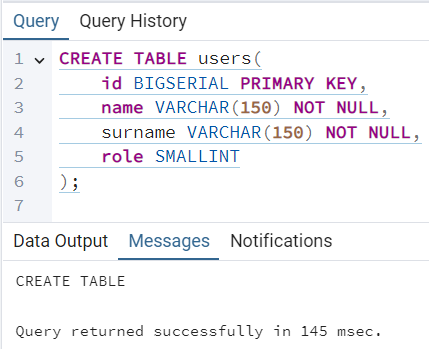 Query Query History
1 CREATE TABLE users(
2 id BIGSERIAL PRIMARY KEY,
3 name VARCHAR(150) NOT NULL,
4 surname VARCHAR(150) NOT NULL,
5 role SMALLINT
6 );
7
Data Output Messages Notifications
CREATE TABLE
Query returned successfully in 145 msec.